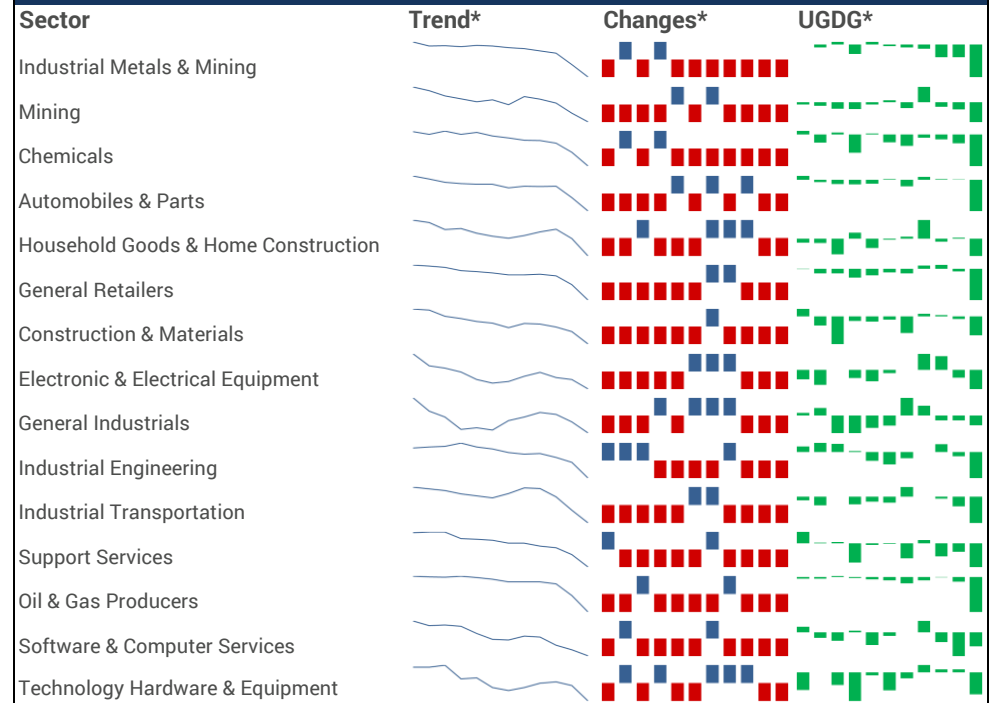 Sector Trend* Changes* UGDG*
Industrial Metals & Mining
Mining
Chemicals
Automobiles & Parts
Household Goods & Home Construction
General Retailers
Construction & Materials
Electronic & Electrical Equipment
General Industrials
Industrial Engineering
Industrial Transportation
Support Services
Oil & Gas Producers
Software & Computer Services
Technology Hardware & Equipment